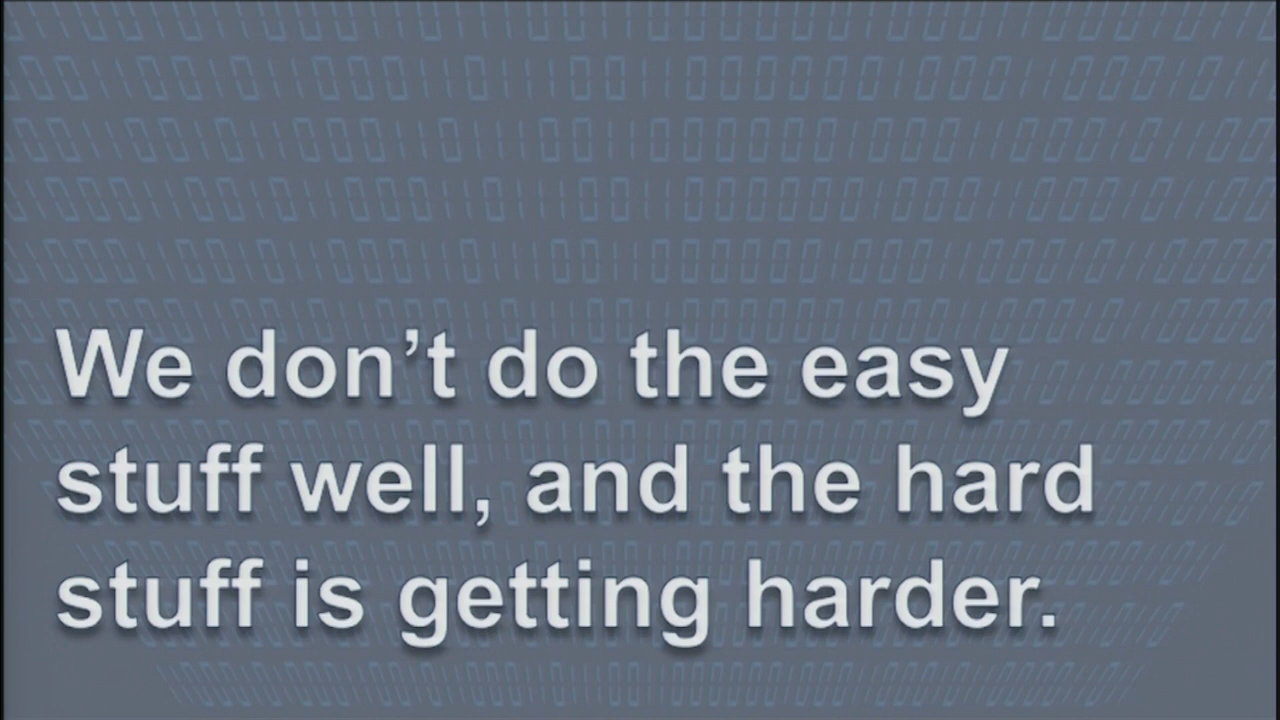 We don’t do the easy
stuff well, and the hard
stuff is getting harder.